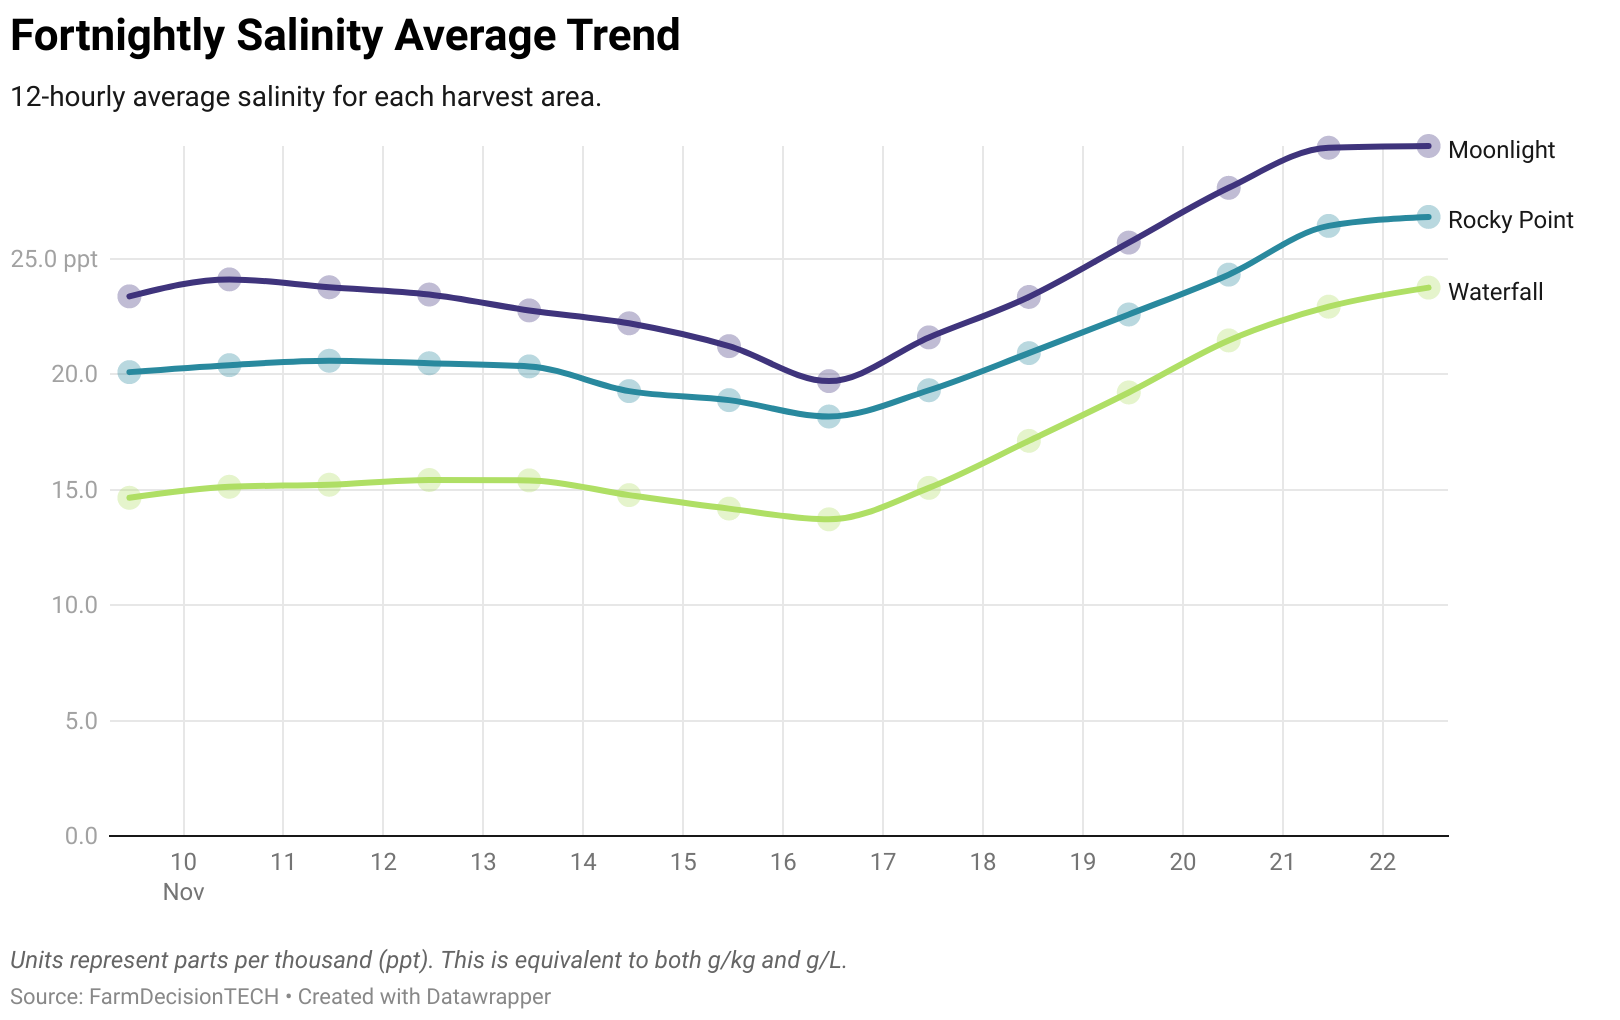 Fortnightly Salinity Average Trend
12-hourly average salinity for each harvest area.
Moonlight
Rocky Point
Waterfall
25.0 ppt
20.0
15.0
10.0
5.0
0.0
10 11 12 13 14 15 16 17 18 19 20 21 22
Nov
Units represent parts per thousand (ppt). This is equivalent to both g/kg and g/L.
Source: FarmDecisionTECH • Created with Datawrapper